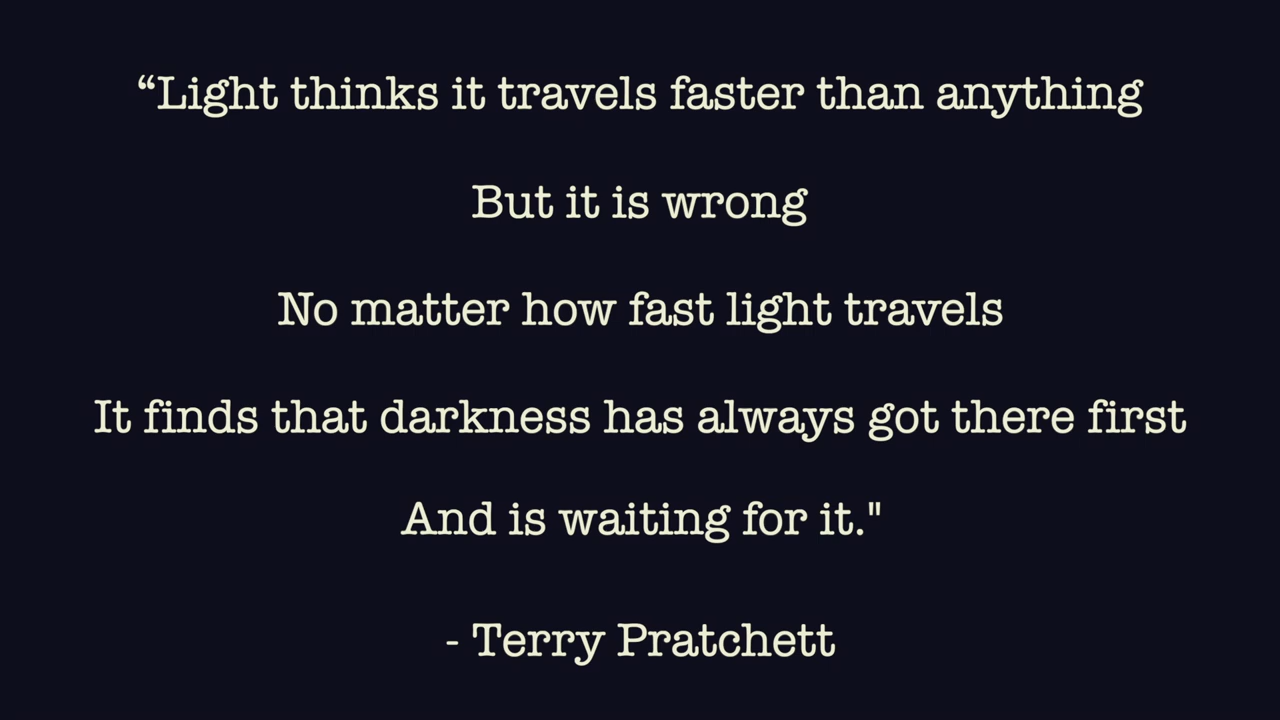 “Light thinks it travels faster than anything
But it is wrong
No matter how fast light travels
It finds that darkness has always got there first
And is waiting for it."
- Terry Pratchett